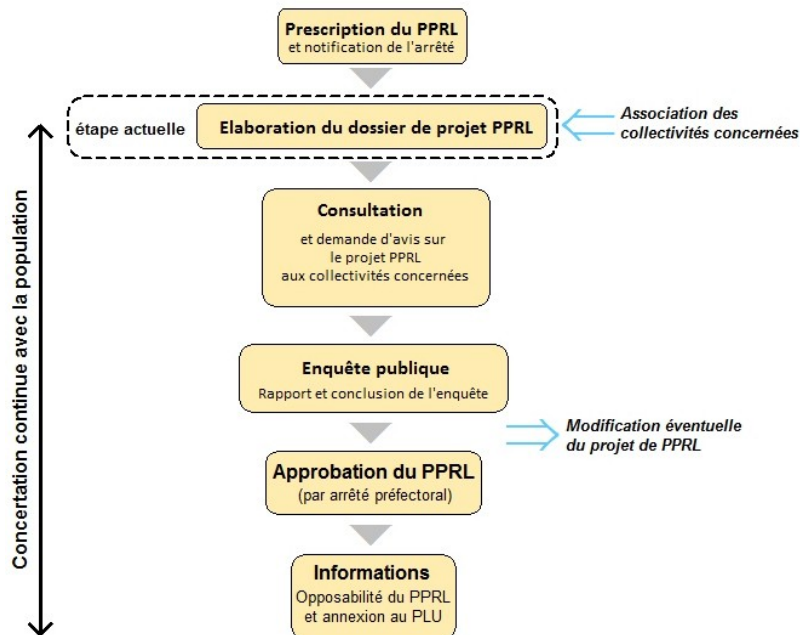 Prescription du PPRL
et notification de l'arrêté
étape actuelle
Elaboration du dossier de projet PPRL
Association des
collectivités concernées
Concertation continue avec la population
Consultation
et demande d'avis sur
le projet PPRL
aux collectivités concernées
Enquête publique
Rapport et conclusion de l'enquête
Modification éventuelle
du projet de PPRL
Approbation du PPRL
(par arrêté préfectoral)
Informations
Opposabilité du PPRL
et annexion au PLU